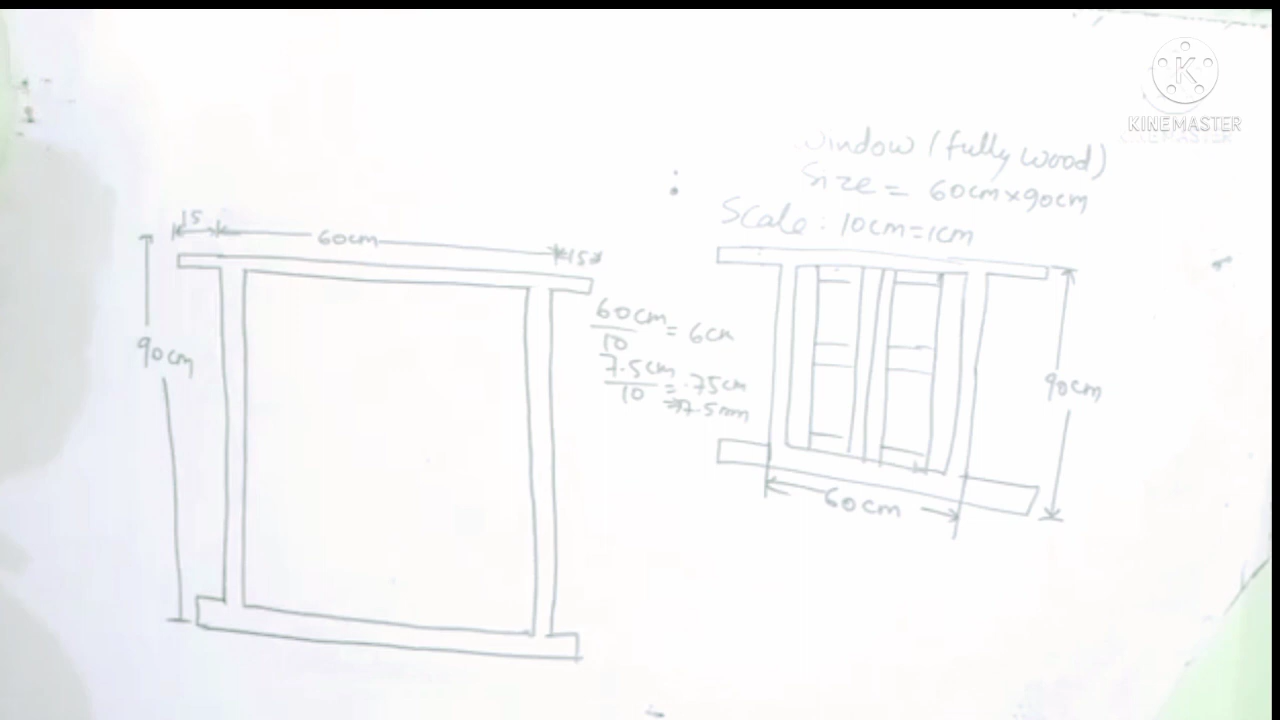 KINEMASTER
Window (fully wood)
Size = 60cm x 90cm
Scale : 10cm = 1cm
15
60cm
15
90cm
60cm/10 = 6cm
7.5cm/10 = .75cm
⇒ 7.5mm
90cm
60cm